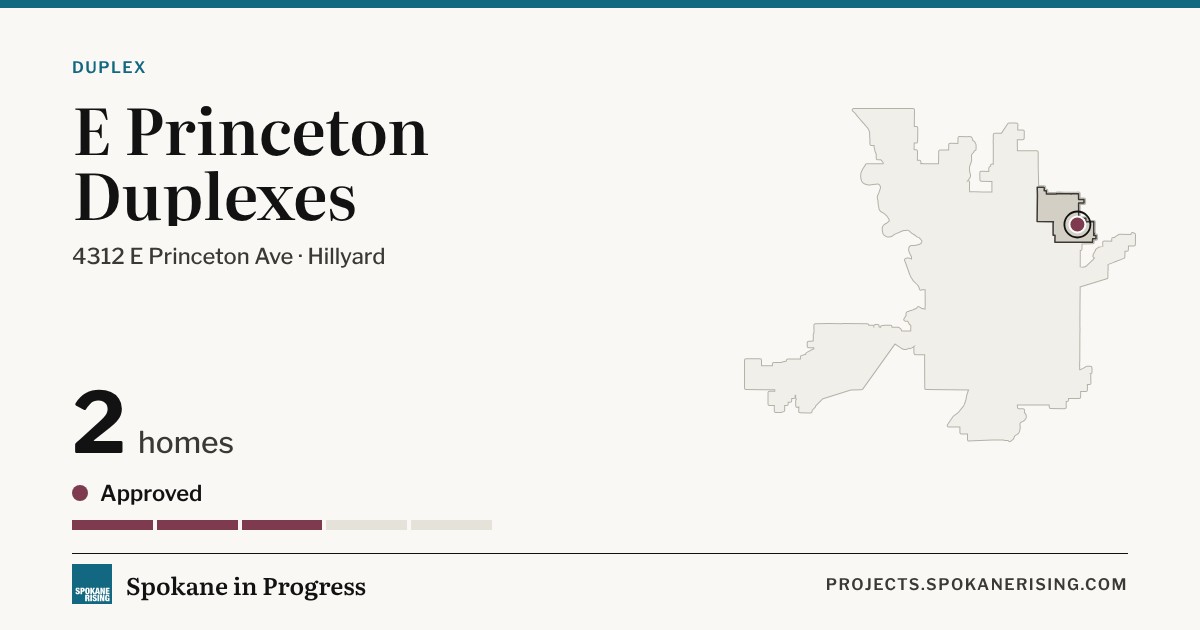 DUPLEX
E Princeton
Duplexes
4312 E Princeton Ave · Hillyard
2 homes
Approved
SPOKANE
RISING
Spokane in Progress
PROJECTS.SPOKANERISING.COM